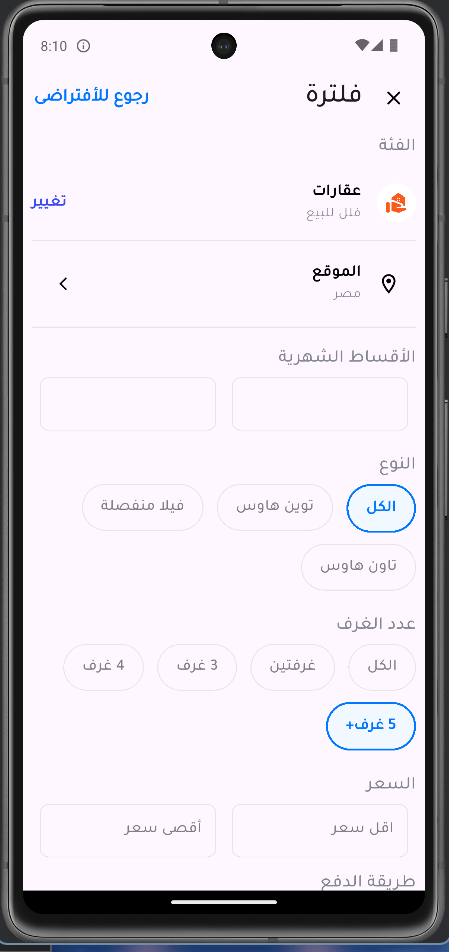 8:10
فلترة
رجوع للأفتراضى
الفئة
عقارات
فلل للبيع
تغيير
الموقع
مصر
الأقساط الشهرية
النوع
الكل
توين هاوس
فيلا منفصلة
تاون هاوس
عدد الغرف
الكل
غرفتين
3 غرف
4 غرف
5 غرف+
السعر
اقل سعر
أقصى سعر
طريقة الدفع